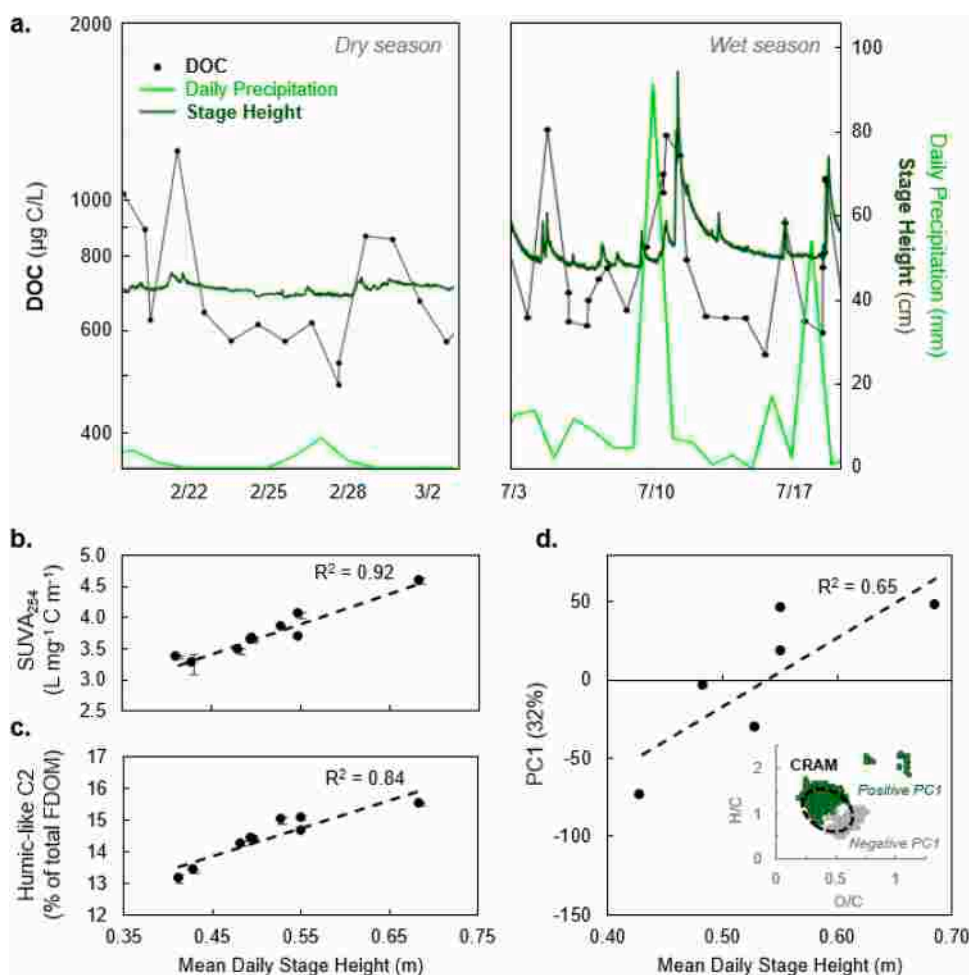 a.
2000
1000
800
600
400
DOC (µg C/L)
Dry season
DOC
Daily Precipitation
Stage Height
2/22
2/25
2/28
3/2
Wet season
7/3
7/10
7/17
100
80
60
40
20
0
Daily Precipitation (mm)
Stage Height (cm)
b.
5.0
4.5
4.0
3.5
3.0
2.5
SUVA₂₅₄
(L mg⁻¹ C m⁻¹)
R² = 0.92
c.
17
16
15
14
13
12
Humic-like C2
(% of total FDOM)
R² = 0.84
0.35
0.45
0.55
0.65
0.75
Mean Daily Stage Height (m)
d.
50
0
-50
-100
-150
PC1 (32%)
R² = 0.65
CRAM
Positive PC1
Negative PC1
2
1
0
H/C
0
0.5
1
O/C
0.40
0.50
0.60
0.70
Mean Daily Stage Height (m)